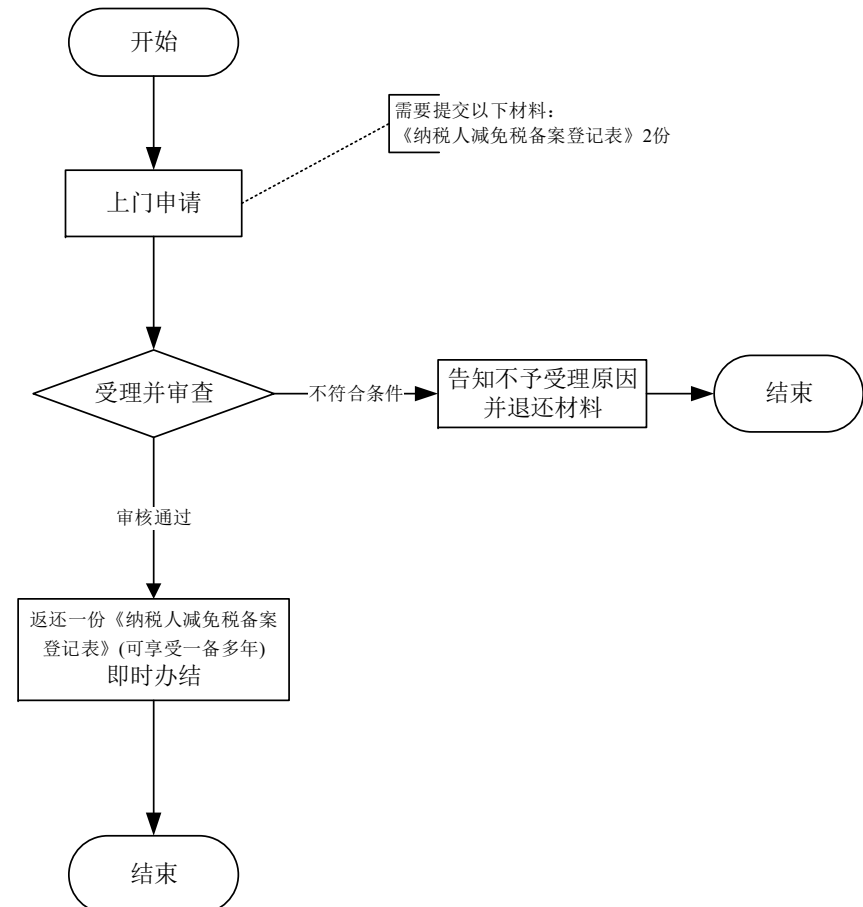 开始
需要提交以下材料：
《纳税人减免税备案登记表》2份
上门申请
受理并审查
不符合条件
告知不予受理原因
并退还材料
结束
审核通过
返还一份《纳税人减免税备案
登记表》(可享受一备多年)
即时办结
结束